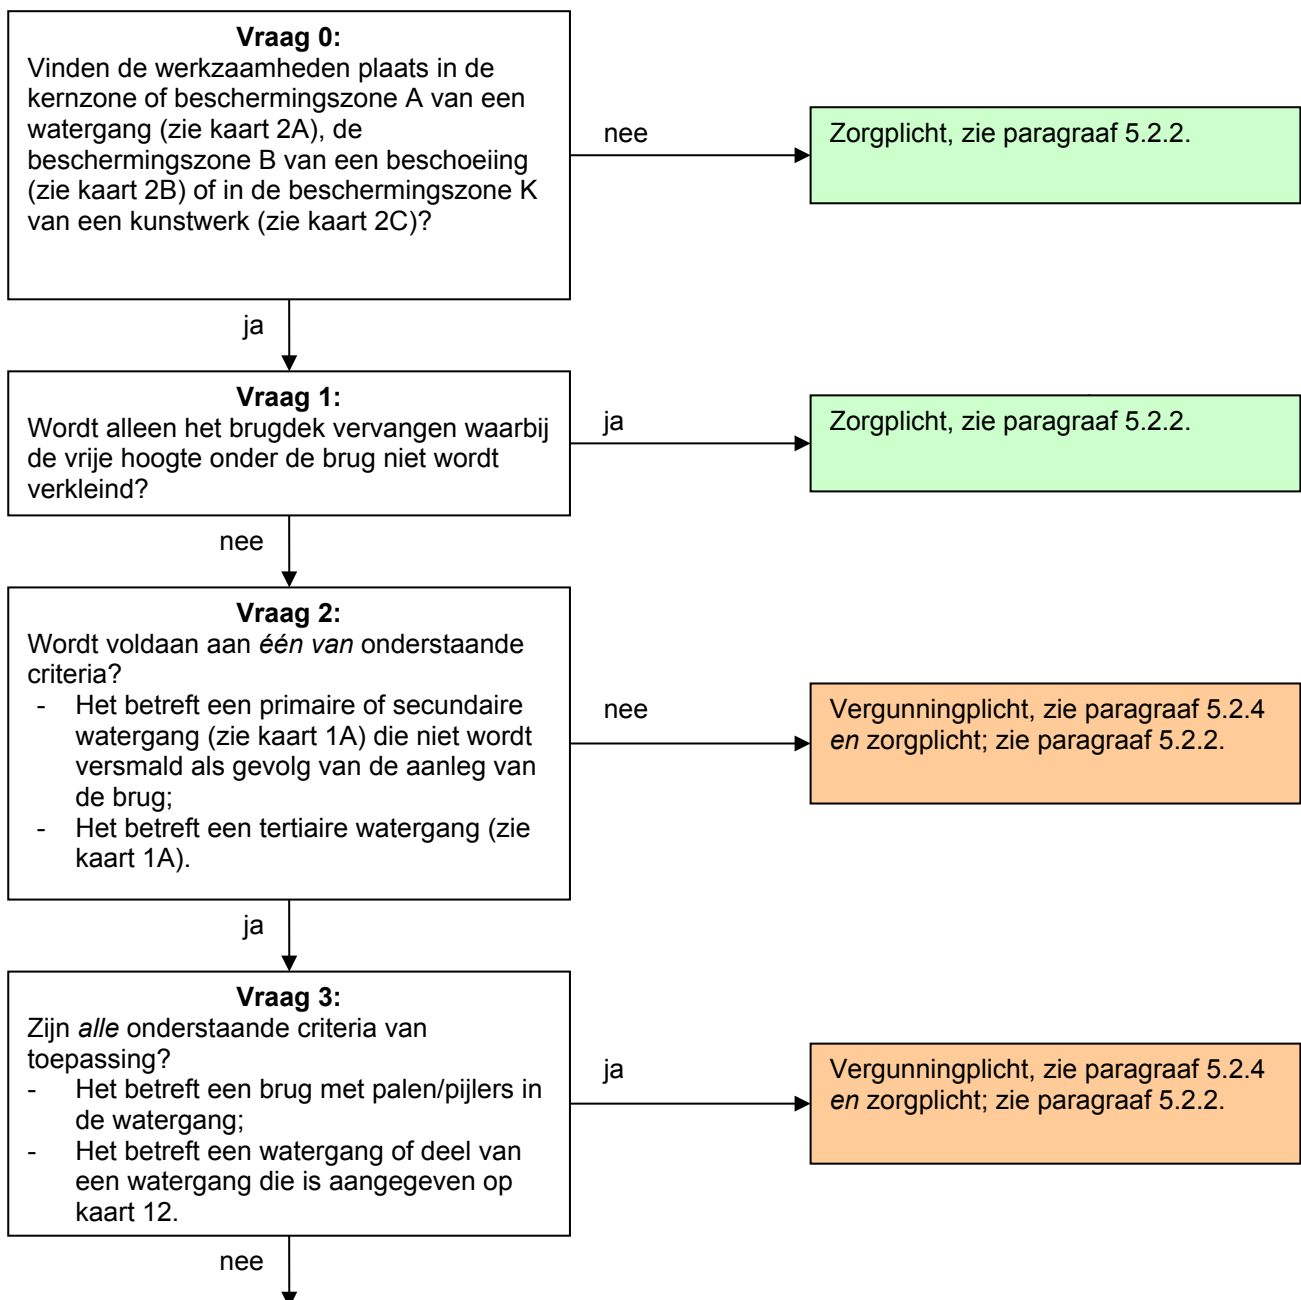 Vraag 0:
Vinden de werkzaamheden plaats in de
kernzone of beschermingszone A van een
watergang (zie kaart 2A), de
beschermingszone B van een beschoeiing
(zie kaart 2B) of in de beschermingszone K
van een kunstwerk (zie kaart 2C)?
nee
Zorgplicht, zie paragraaf 5.2.2.
ja
Vraag 1:
Wordt alleen het brugdek vervangen waarbij
de vrije hoogte onder de brug niet wordt
verkleind?
ja
Zorgplicht, zie paragraaf 5.2.2.
nee
Vraag 2:
Wordt voldaan aan één van onderstaande
criteria?
- Het betreft een primaire of secundaire
watergang (zie kaart 1A) die niet wordt
versmald als gevolg van de aanleg van
de brug;
- Het betreft een tertiaire watergang (zie
kaart 1A).
nee
Vergunningplicht, zie paragraaf 5.2.4
en zorgplicht; zie paragraaf 5.2.2.
ja
Vraag 3:
Zijn alle onderstaande criteria van
toepassing?
- Het betreft een brug met palen/pijlers in
de watergang;
- Het betreft een watergang of deel van
een watergang die is aangegeven op
kaart 12.
ja
Vergunningplicht, zie paragraaf 5.2.4
en zorgplicht; zie paragraaf 5.2.2.
nee